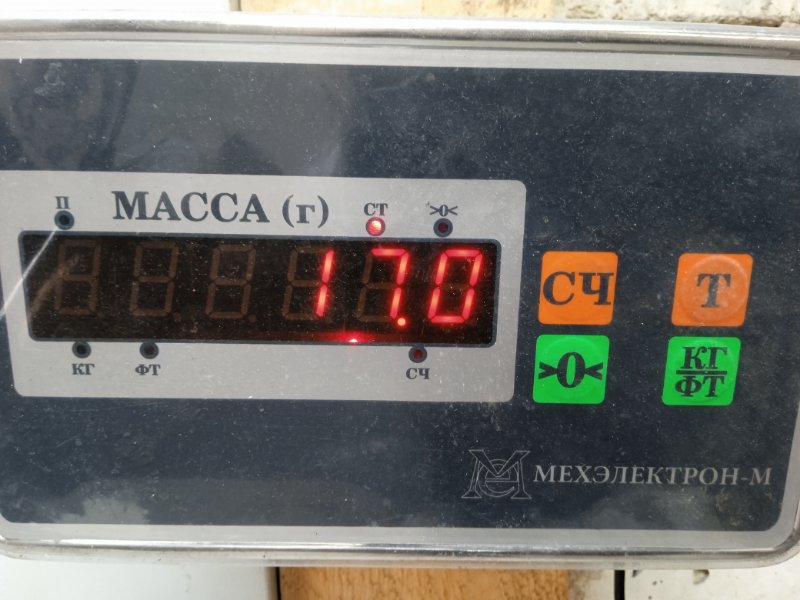 П МАССА (г) СТ >0<
17.0
КГ ФТ СЧ
СЧ Т
>0< КГ
ФТ
МЕХЭЛЕКТРОН-М